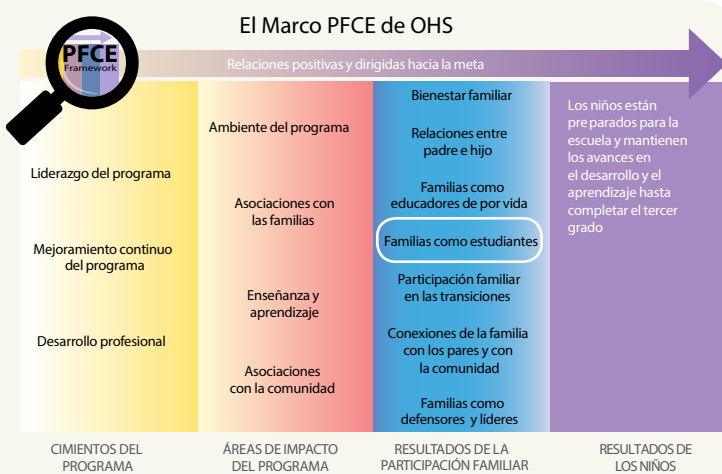 El Marco PFCE de OHS
PFCE
Framework
Relaciones positivas y dirigidas hacia la meta
Liderazgo del programa
Mejoramiento continuo
del programa
Desarrollo profesional
CIMIENTOS DEL
PROGRAMA
Ambiente del programa
Asociaciones con
las familias
Enseñanza y
aprendizaje
Asociaciones
con la comunidad
ÁREAS DE IMPACTO
DEL PROGRAMA
Bienestar familiar
Relaciones entre
padre e hijo
Familias como
educadores de por vida
Familias como estudiantes
Participación familiar
en las transiciones
Conexiones de la familia
con los pares y con
la comunidad
Familias como
defensores y líderes
RESULTADOS DE LA
PARTICIPACIÓN FAMILIAR
Los niños están
preparados para la
escuela y mantienen
los avances en
el desarrollo y el
aprendizaje hasta
completar el tercer
grado
RESULTADOS DE
LOS NIÑOS